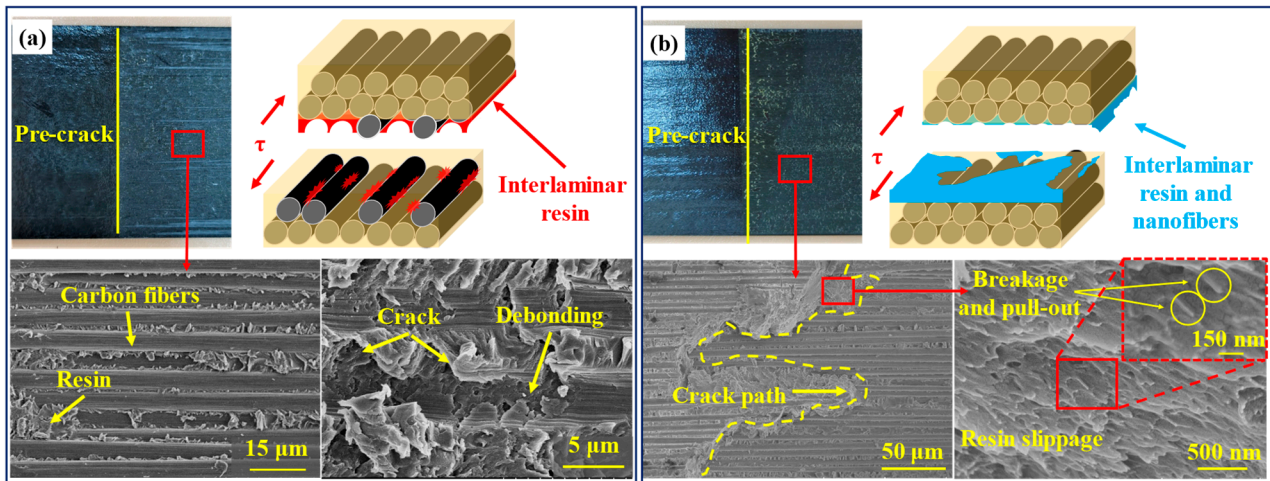 (a)
Pre-crack
τ
Interlaminar
resin
Carbon fibers
Resin
15 μm
Crack
Debonding
5 μm
(b)
Pre-crack
τ
Interlaminar
resin and
nanofibers
Crack path
50 μm
Breakage
and pull-out
150 nm
Resin slippage
500 nm